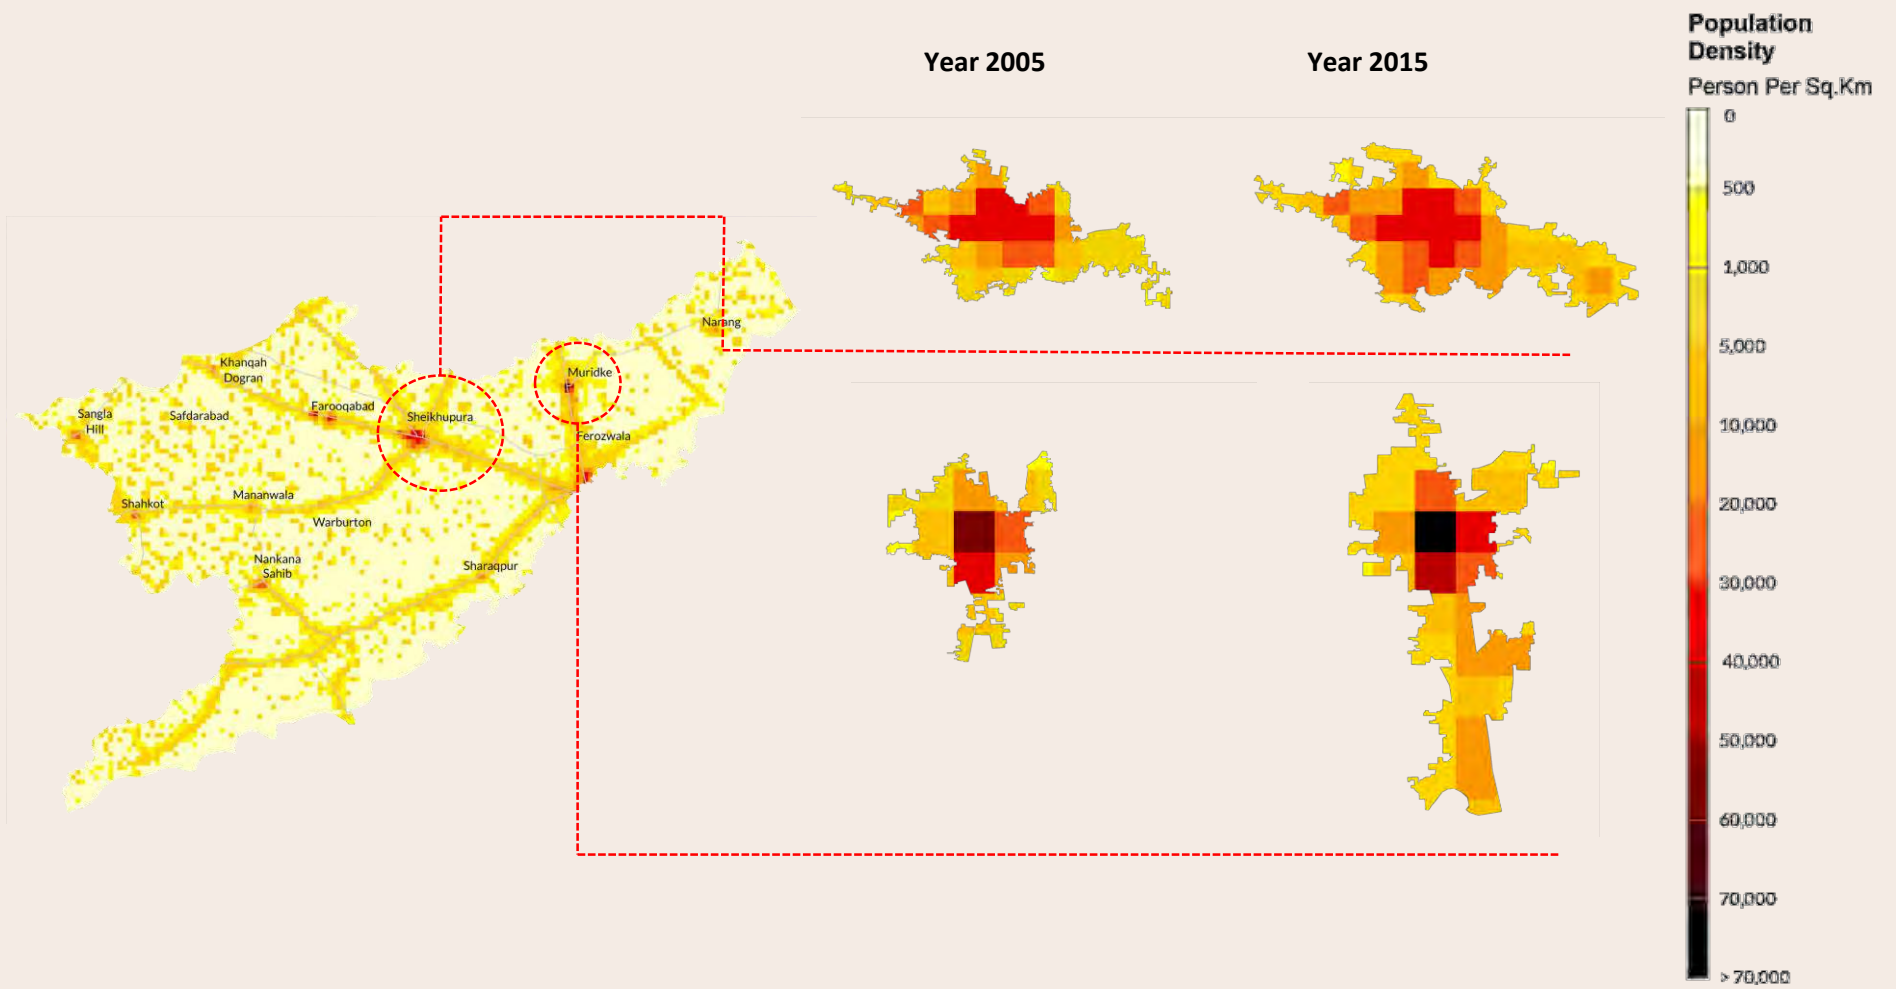 Population
Density
Person Per Sq.Km
Year 2005
Year 2015
0
500
1,000
5,000
10,000
20,000
30,000
40,000
50,000
60,000
70,000
> 70,000
Narang
Khanqah
Dogran
Muridke
Sangla
Hill
Safdarabad
Farooqabad
Sheikhupura
Ferozwala
Shahkot
Mananwala
Warburton
Nankana
Sahib
Sharaqpur